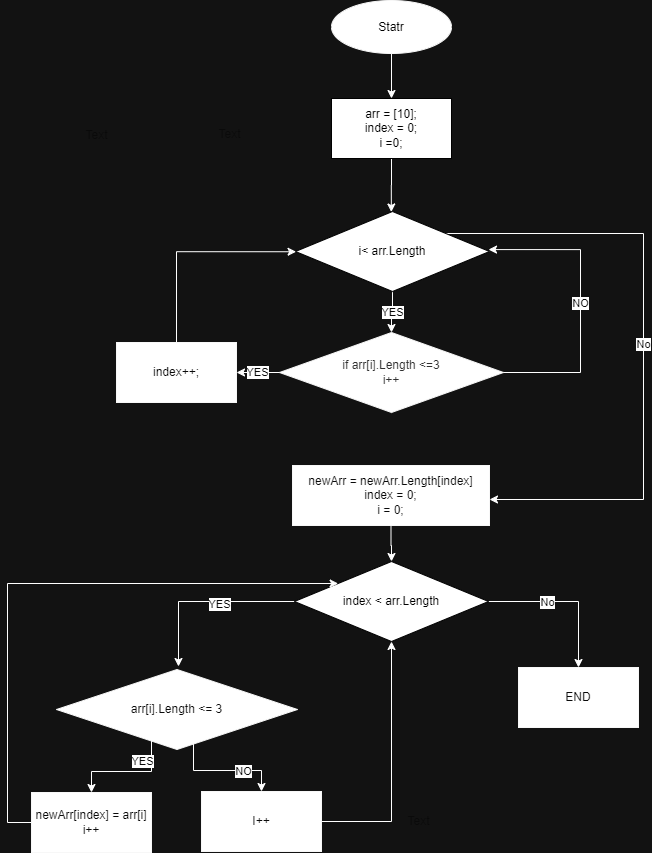 Statr
arr = [10];
index = 0;
i =0;
Text
Text
i< arr.Length
YES
NO
No
if arr[i].Length <=3
i++
YES
index++;
newArr = newArr.Length[index]
index = 0;
i = 0;
index < arr.Length
YES
No
END
arr[i].Length <= 3
YES
NO
newArr[index] = arr[i]
i++
I++
Text